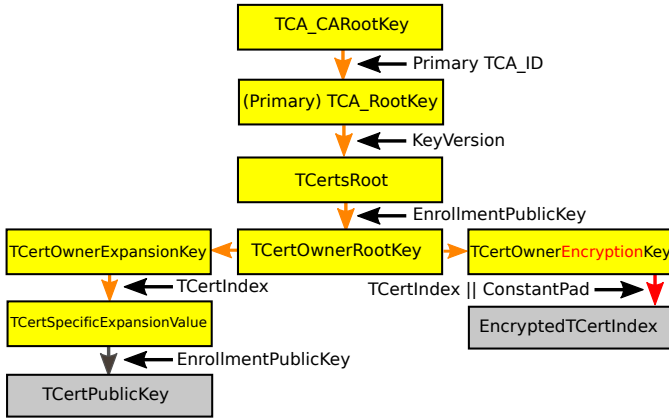 TCA_CARootKey
Primary TCA_ID
(Primary) TCA_RootKey
KeyVersion
TCertsRoot
EnrollmentPublicKey
TCertOwnerExpansionKey
TCertOwnerRootKey
TCertOwnerEncryptionKey
TCertIndex
TCertIndex || ConstantPad
TCertSpecificExpansionValue
EncryptedTCertIndex
EnrollmentPublicKey
TCertPublicKey